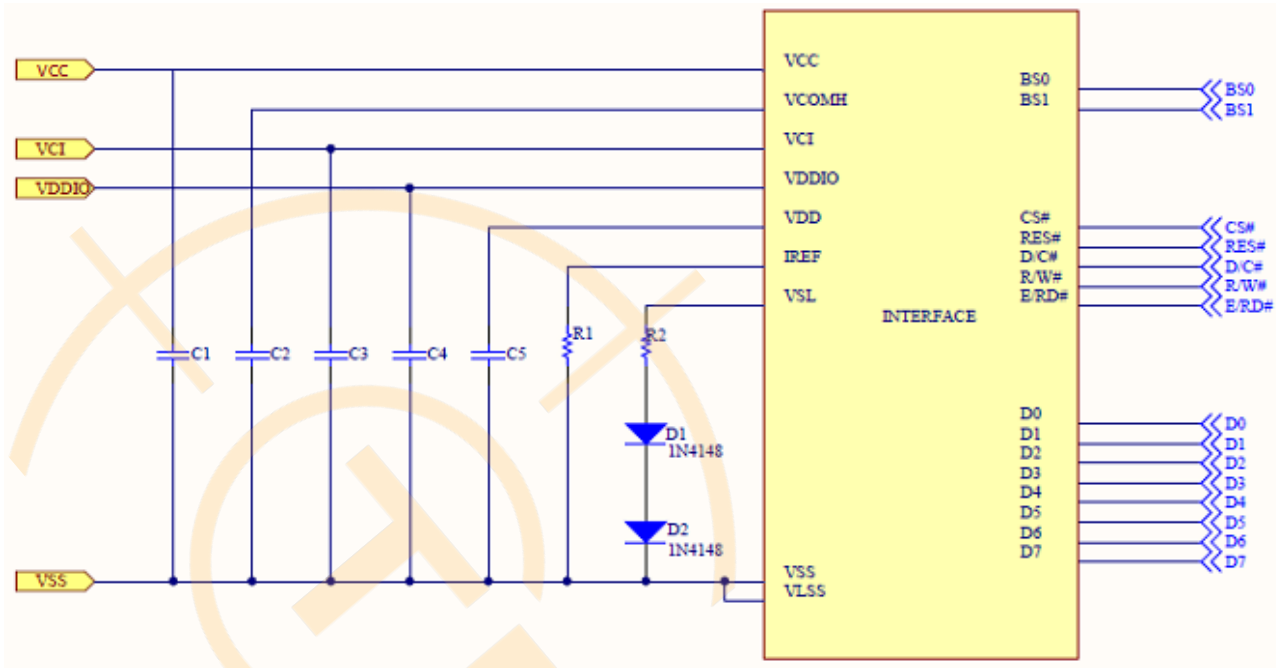 VCC
VCI
VDDIO
VSS
C1
C2
C3
C4
C5
R1
R2
D1
1N4148
D2
1N4148
VCC
VCOMH
VCI
VDDIO
VDD
IREF
VSL
VSS
VLSS
INTERFACE
BS0
BS1
CS#
RES#
D/C#
R/W#
E/RD#
D0
D1
D2
D3
D4
D5
D6
D7
BS0
BS1
CS#
RES#
D/C#
R/W#
E/RD#
D0
D1
D2
D3
D4
D5
D6
D7